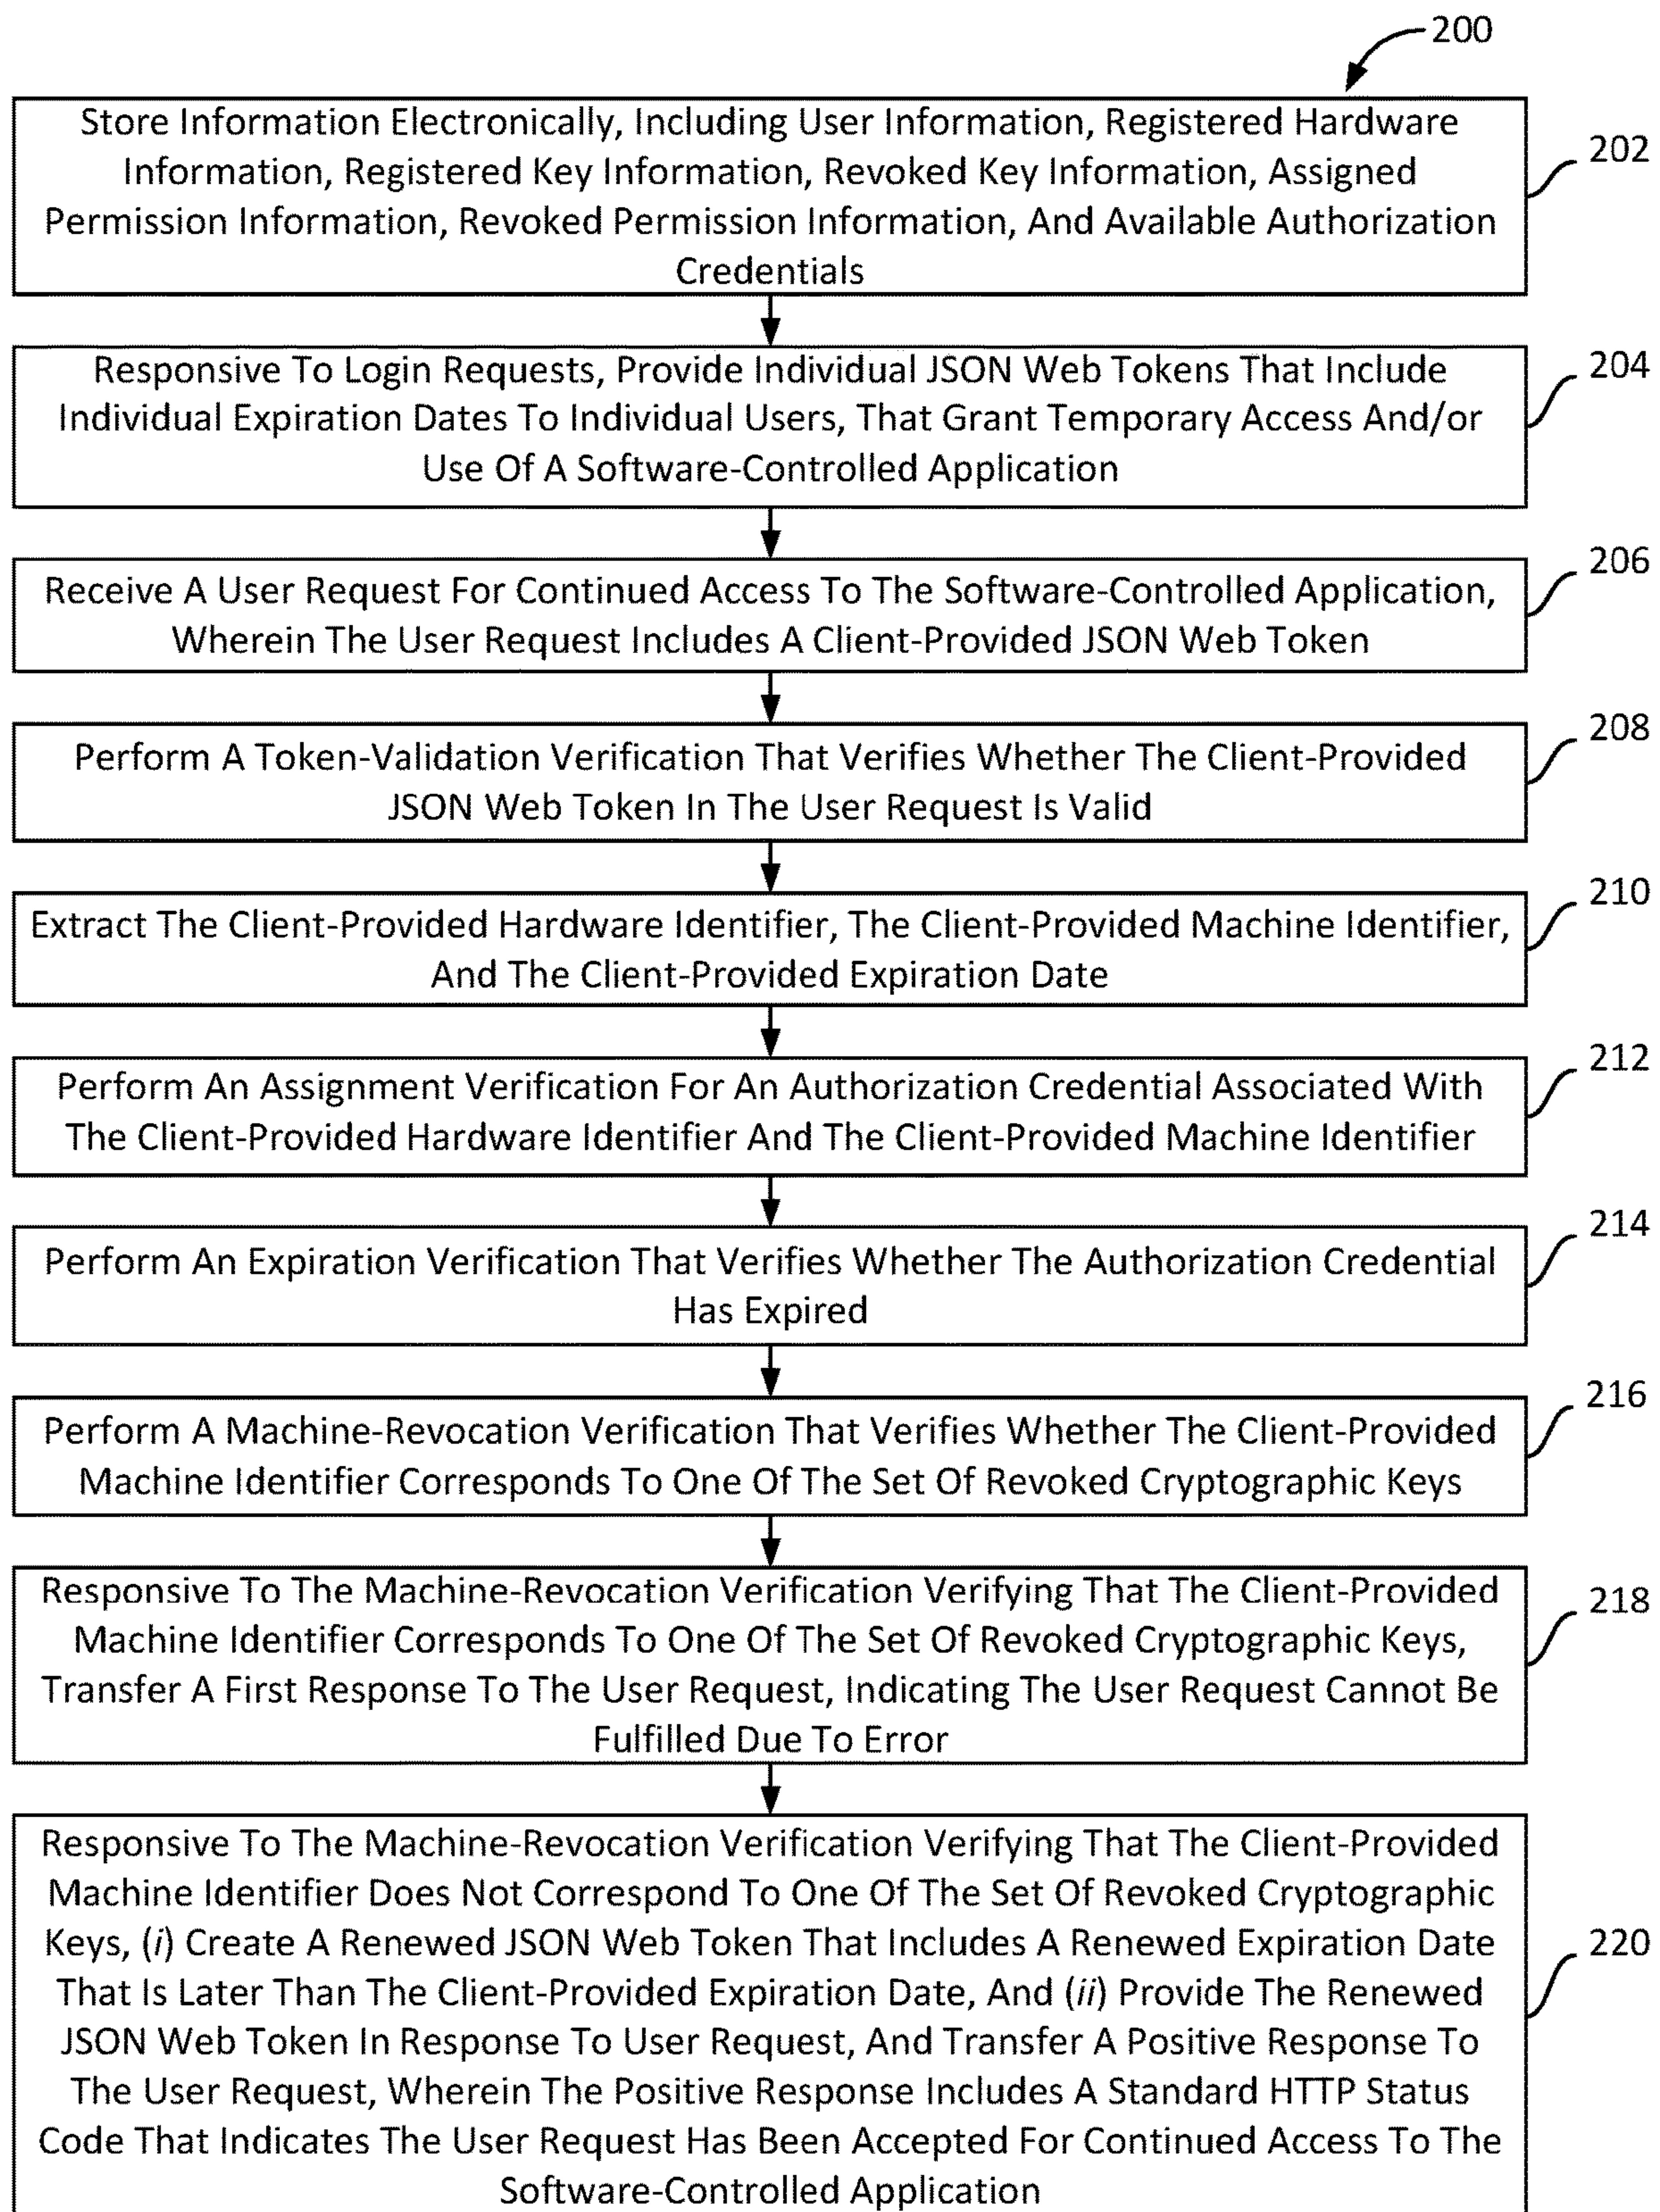 200
Store Information Electronically, Including User Information, Registered Hardware
Information, Registered Key Information, Revoked Key Information, Assigned
Permission Information, Revoked Permission Information, And Available Authorization
Credentials
202
Responsive To Login Requests, Provide Individual JSON Web Tokens That Include
Individual Expiration Dates To Individual Users, That Grant Temporary Access And/or
Use Of A Software-Controlled Application
204
Receive A User Request For Continued Access To The Software-Controlled Application,
Wherein The User Request Includes A Client-Provided JSON Web Token
206
Perform A Token-Validation Verification That Verifies Whether The Client-Provided
JSON Web Token In The User Request Is Valid
208
Extract The Client-Provided Hardware Identifier, The Client-Provided Machine Identifier,
And The Client-Provided Expiration Date
210
Perform An Assignment Verification For An Authorization Credential Associated With
The Client-Provided Hardware Identifier And The Client-Provided Machine Identifier
212
Perform An Expiration Verification That Verifies Whether The Authorization Credential
Has Expired
214
Perform A Machine-Revocation Verification That Verifies Whether The Client-Provided
Machine Identifier Corresponds To One Of The Set Of Revoked Cryptographic Keys
216
Responsive To The Machine-Revocation Verification Verifying That The Client-Provided
Machine Identifier Corresponds To One Of The Set Of Revoked Cryptographic Keys,
Transfer A First Response To The User Request, Indicating The User Request Cannot Be
Fulfilled Due To Error
218
Responsive To The Machine-Revocation Verification Verifying That The Client-Provided
Machine Identifier Does Not Correspond To One Of The Set Of Revoked Cryptographic
Keys, (i) Create A Renewed JSON Web Token That Includes A Renewed Expiration Date
That Is Later Than The Client-Provided Expiration Date, And (ii) Provide The Renewed
JSON Web Token In Response To User Request, And Transfer A Positive Response To
The User Request, Wherein The Positive Response Includes A Standard HTTP Status
Code That Indicates The User Request Has Been Accepted For Continued Access To The
Software-Controlled Application
220